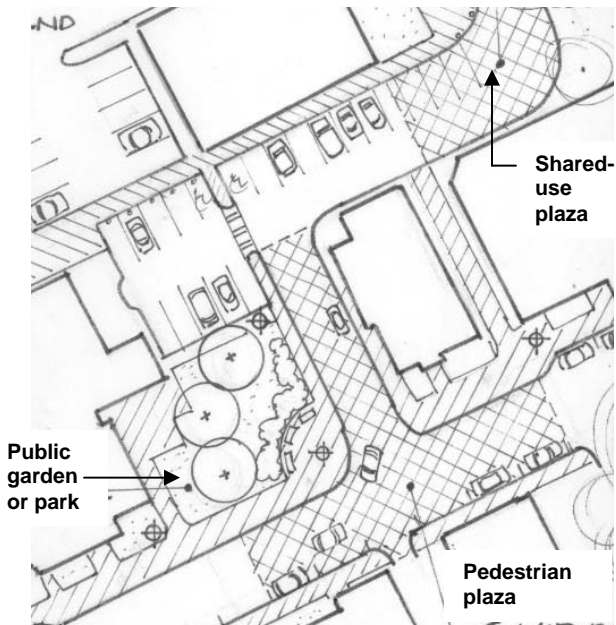 Shared-
use
plaza
Public
garden
or park
Pedestrian
plaza